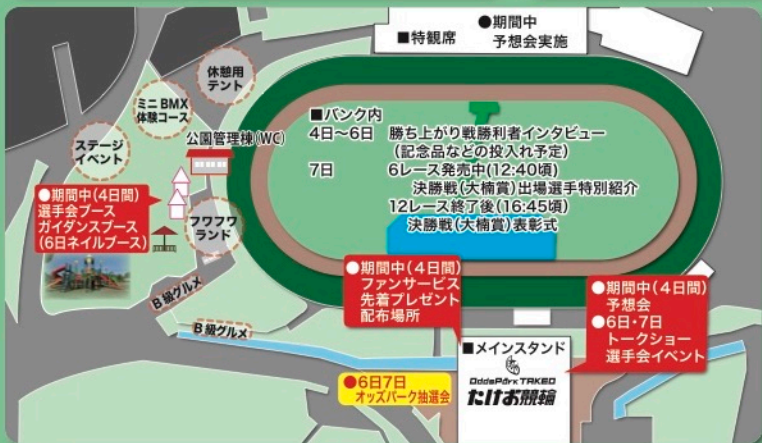 ■特観席
●期間中
予想会実施
休憩用
テント
ミニBMX
体験コース
ステージ
イベント
公園管理棟(WC)
●期間中(4日間)
選手会ブース
ガイダンスブース
(6日ネイルブース)
フワフワ
ランド
B級グルメ
B級グルメ
■バンク内
4日～6日 勝ち上がり戦勝利者インタビュー
(記念品などの投入れ予定)
7日 6レース発売中(12:40頃)
決勝戦(大楠賞)出場選手特別紹介
12レース終了後(16:45頃)
決勝戦(大楠賞)表彰式
●期間中(4日間)
ファンサービス
先着プレゼント
配布場所
●期間中(4日間)
予想会
●6日・7日
トークショー
選手会イベント
■メインスタンド
OddsPark TAKEO
たけお競輪
●6日7日
オッズパーク抽選会